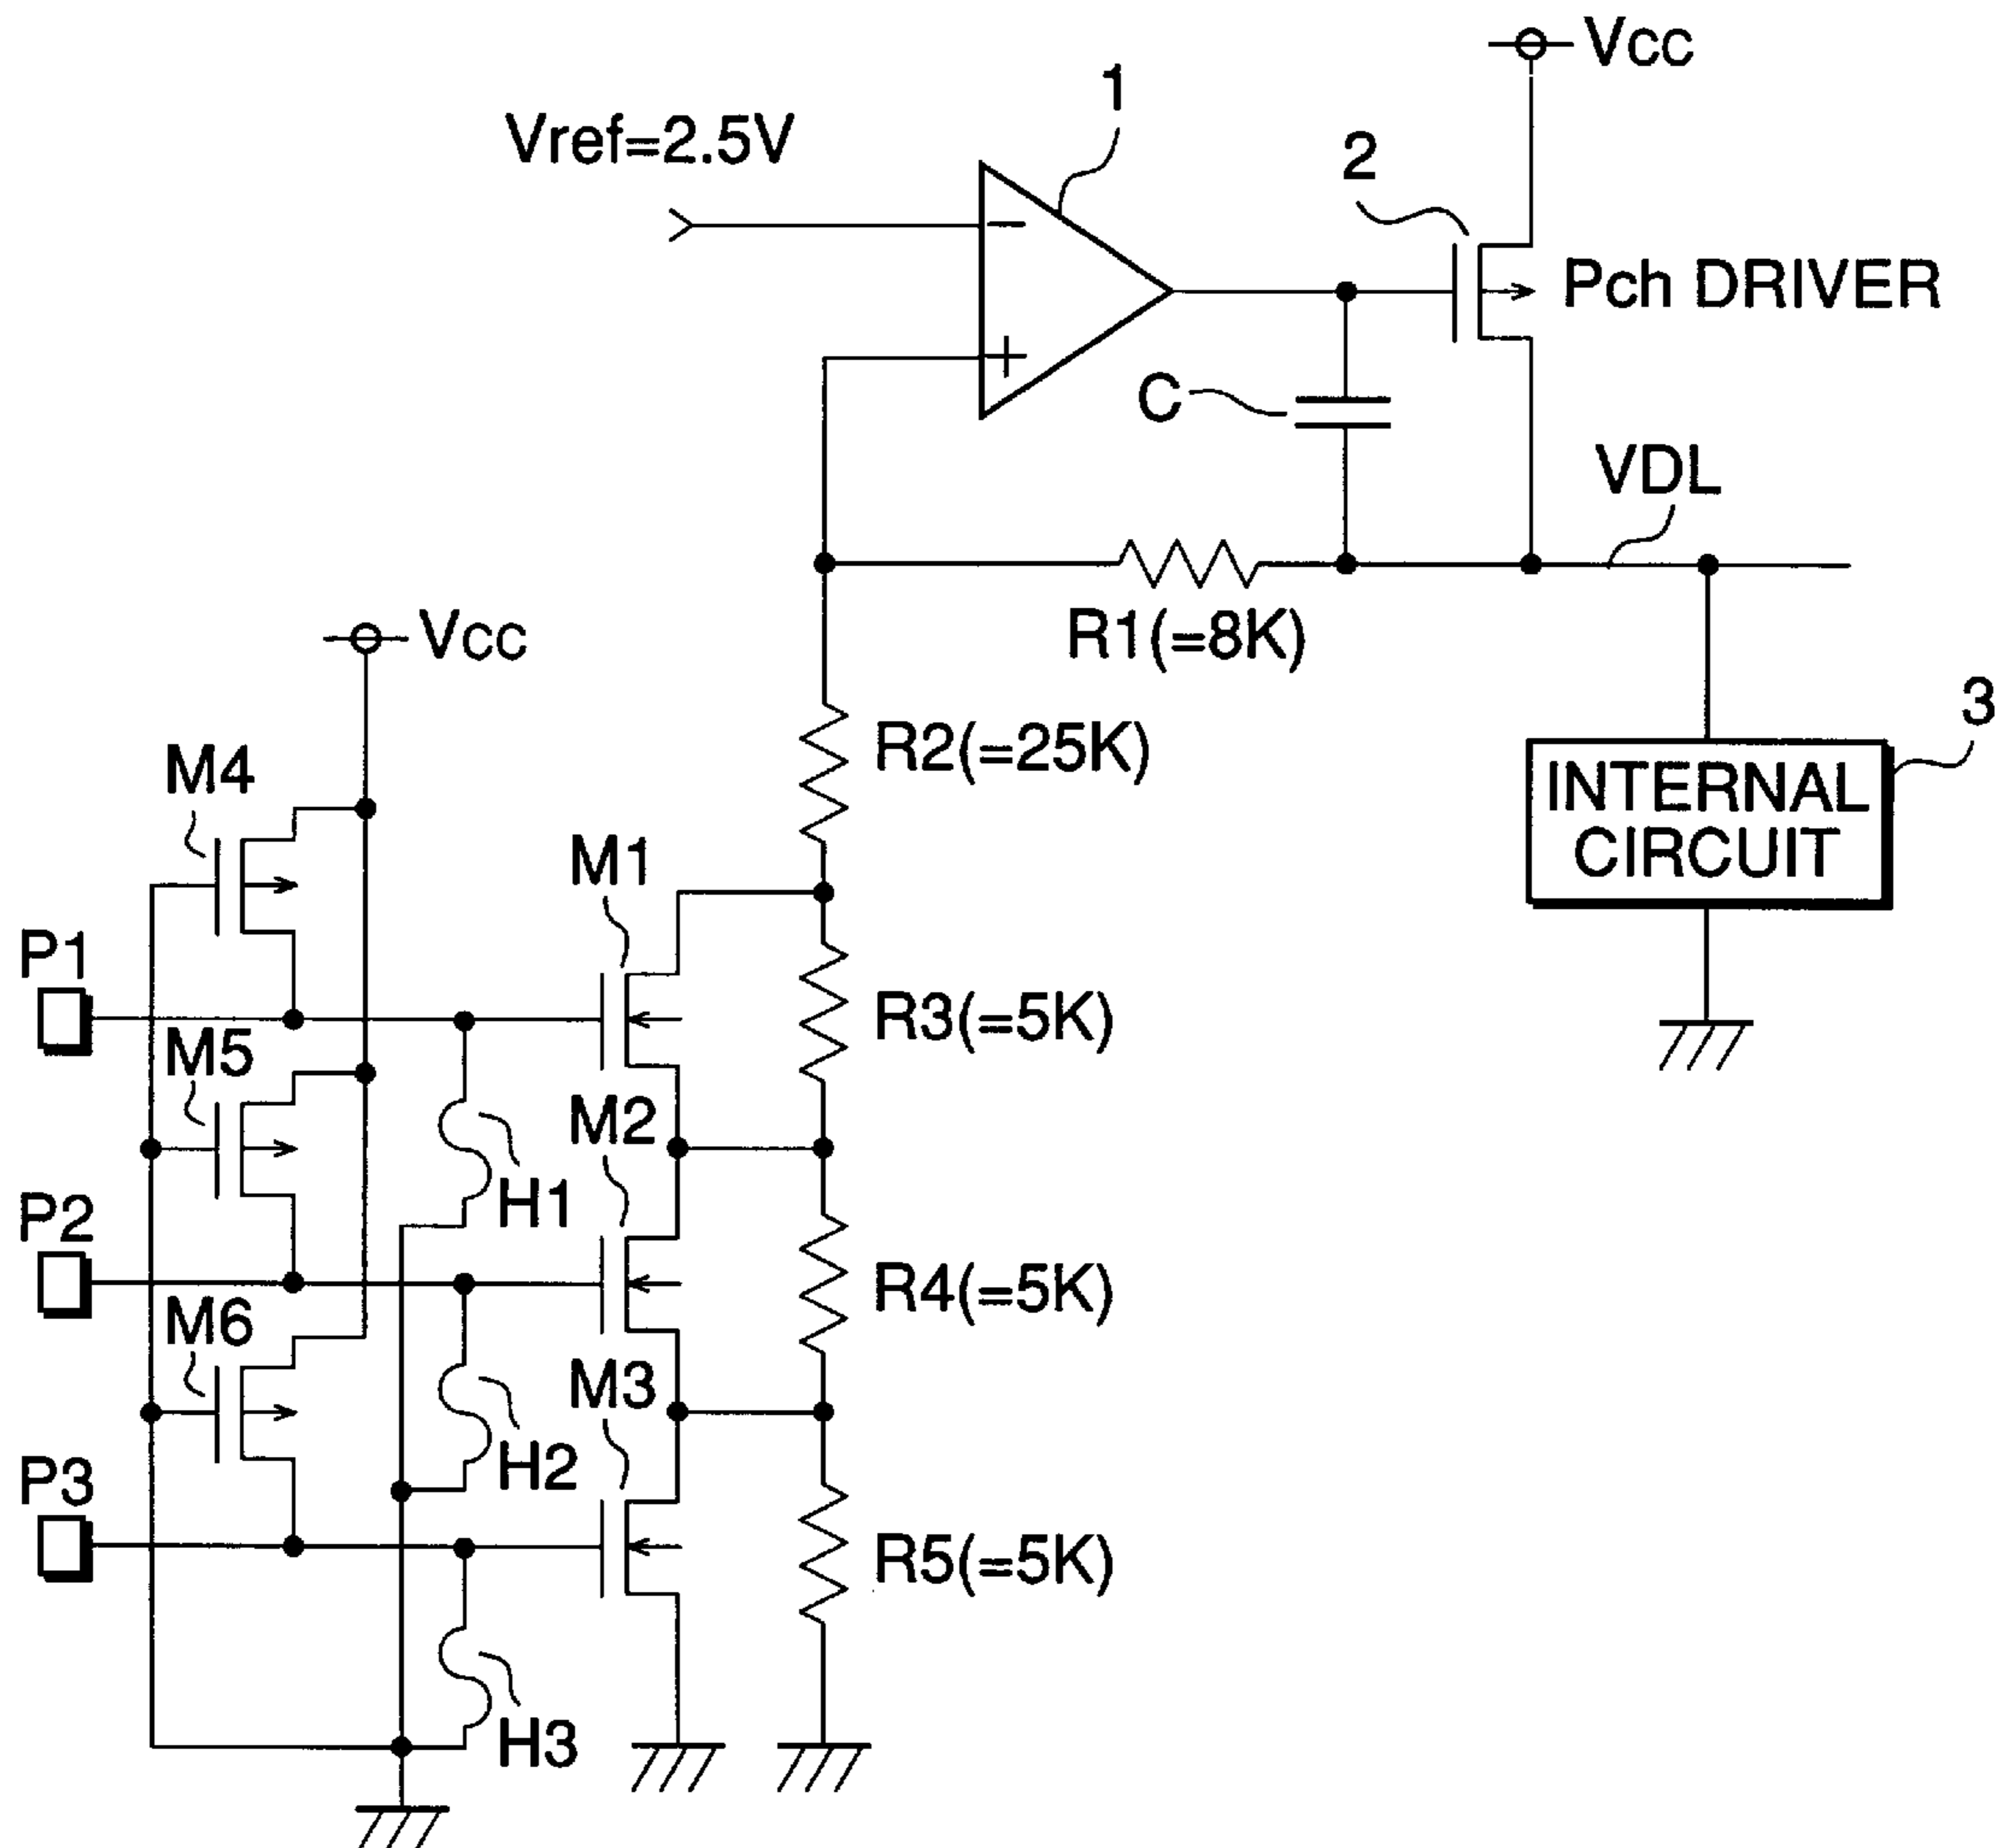 VCC
1
Vref=2.5V
2
−
Pch DRIVER
+
C
VDL
VCC
R1(=8K)
3
R2(=25K)
M4
INTERNAL
CIRCUIT
M1
P1
R3(=5K)
M5
M2
H1
P2
R4(=5K)
M6
M3
H2
P3
R5(=5K)
H3